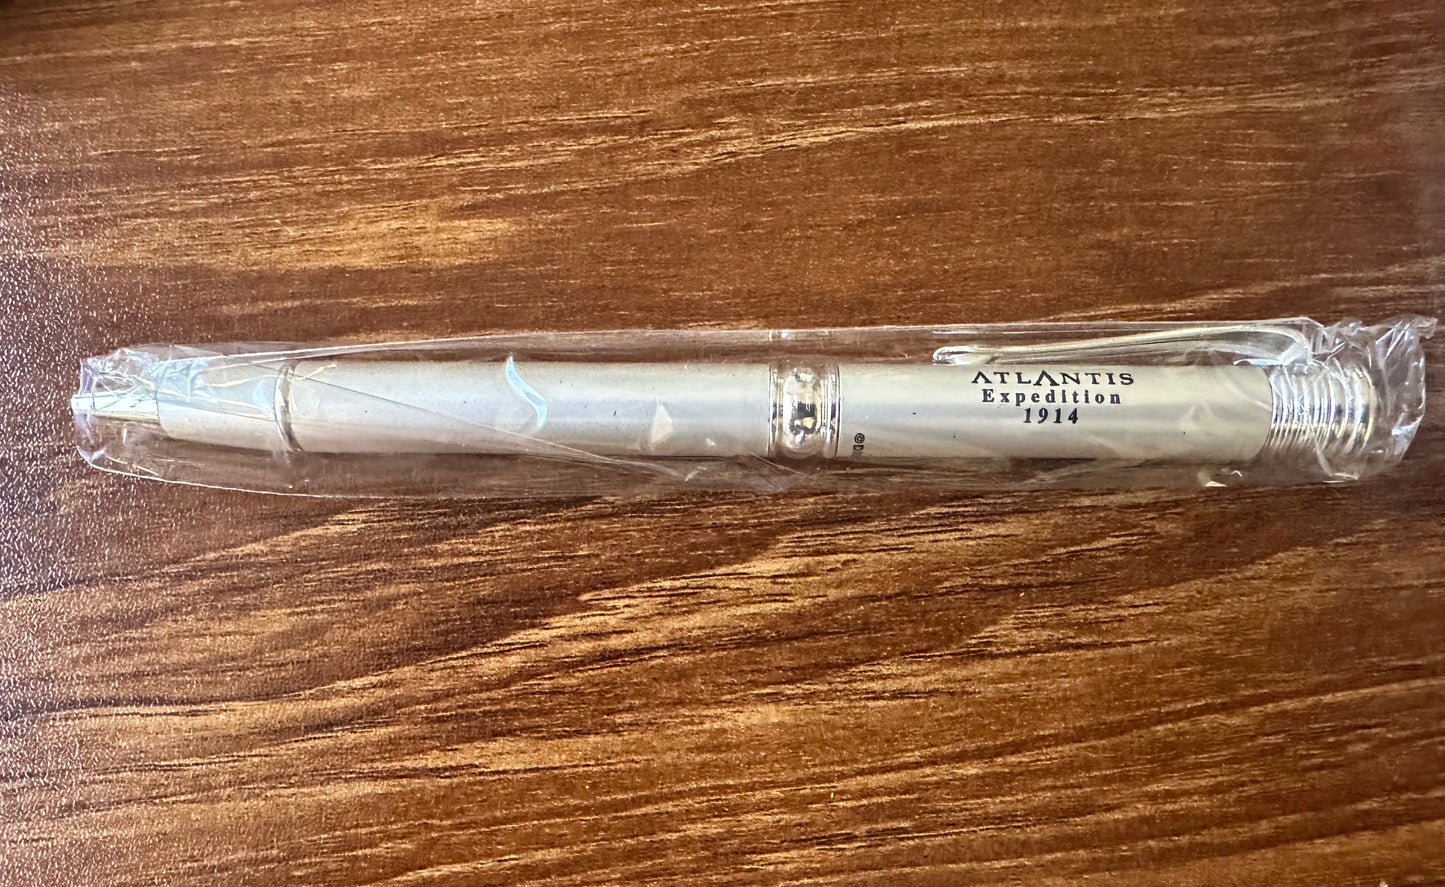 ATLANTIS
Expedition
1914
©D